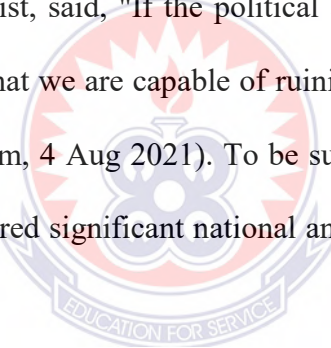 ist, said, "If the political
hat we are capable of ruini
m, 4 Aug 2021). To be su
red significant national an
EDUCATION FOR SERVICE